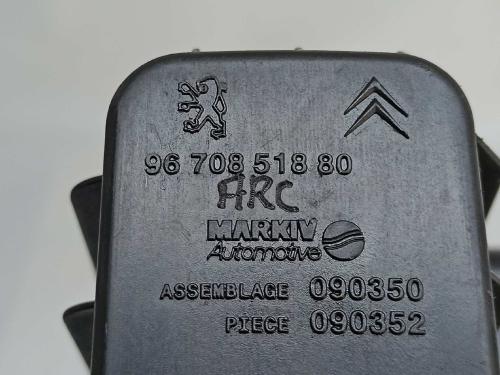 96 708 518 80
ARC
MARKIV
Automotive
ASSEMBLAGE 090350
PIECE 090352